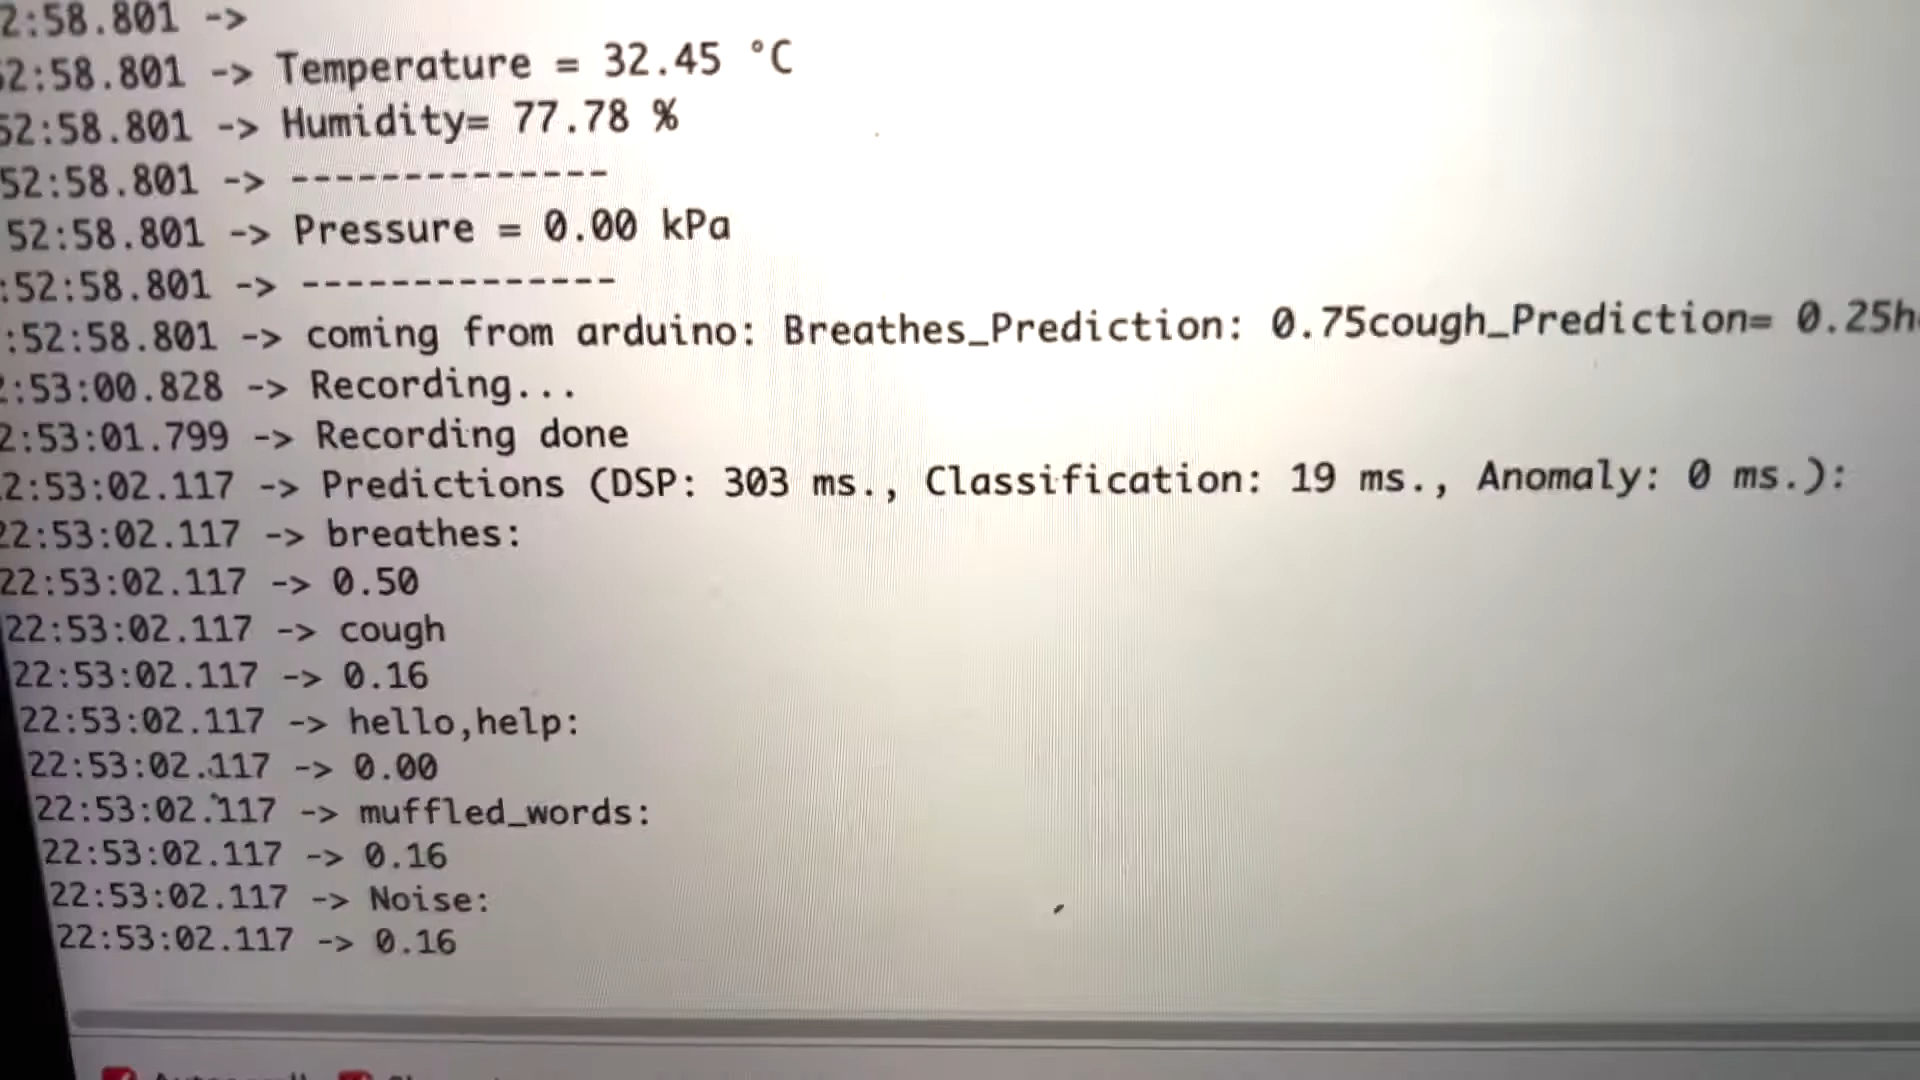 2:58.801 ->
52:58.801 -> Temperature = 32.45 °C
52:58.801 -> Humidity= 77.78 %
52:58.801 -> --------------
52:58.801 -> Pressure = 0.00 kPa
:52:58.801 -> --------------
:52:58.801 -> coming from arduino: Breathes_Prediction: 0.75cough_Prediction= 0.25h
2:53:00.828 -> Recording...
2:53:01.799 -> Recording done
2:53:02.117 -> Predictions (DSP: 303 ms., Classification: 19 ms., Anomaly: 0 ms.):
22:53:02.117 -> breathes:
22:53:02.117 -> 0.50
22:53:02.117 -> cough
22:53:02.117 -> 0.16
22:53:02.117 -> hello,help:
22:53:02.117 -> 0.00
22:53:02.117 -> muffled_words:
22:53:02.117 -> 0.16
22:53:02.117 -> Noise:
22:53:02.117 -> 0.16